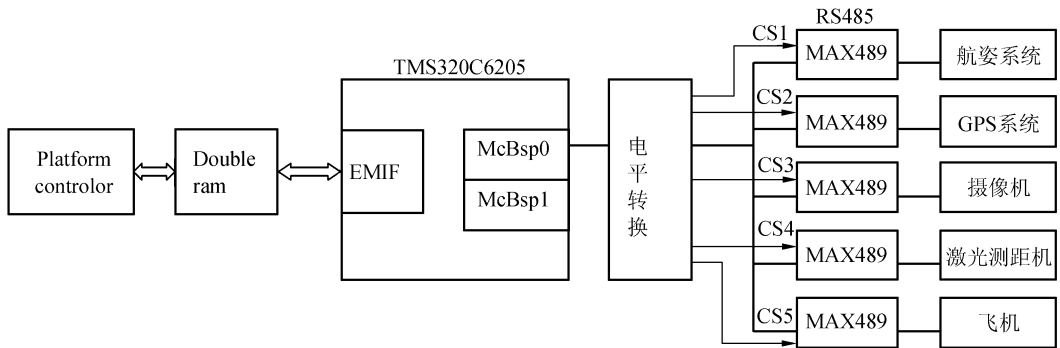 RS485
CS1
MAX489
航姿系统
TMS320C6205
CS2
MAX489
GPS系统
Platform
controlor
Double
ram
EMIF
McBsp0
McBsp1
电
平
转
换
CS3
MAX489
摄像机
CS4
MAX489
激光测距机
CS5
MAX489
飞机